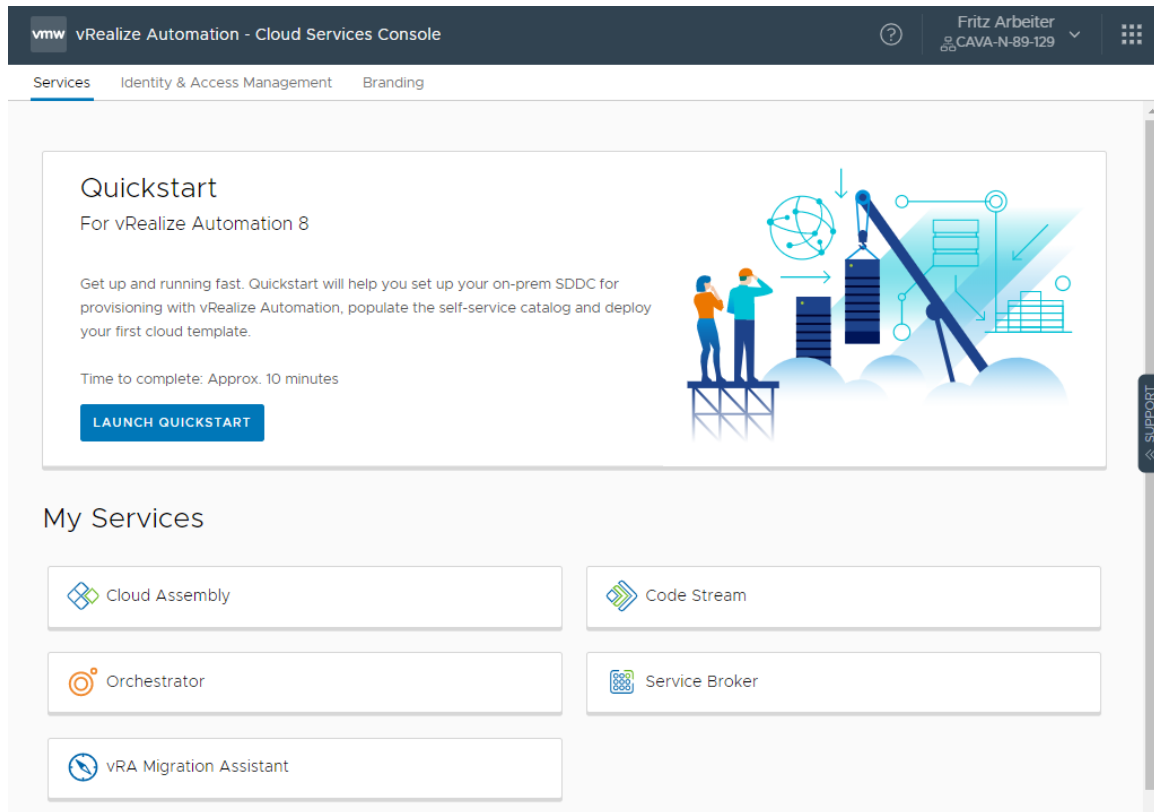 vmw vRealize Automation - Cloud Services Console
Fritz Arbeiter
CAVA-N-89-129
Services Identity & Access Management Branding
Quickstart
For vRealize Automation 8
Get up and running fast. Quickstart will help you set up your on-prem SDDC for
provisioning with vRealize Automation, populate the self-service catalog and deploy
your first cloud template.
Time to complete: Approx. 10 minutes
LAUNCH QUICKSTART
SUPPORT
My Services
Cloud Assembly
Code Stream
Orchestrator
Service Broker
vRA Migration Assistant